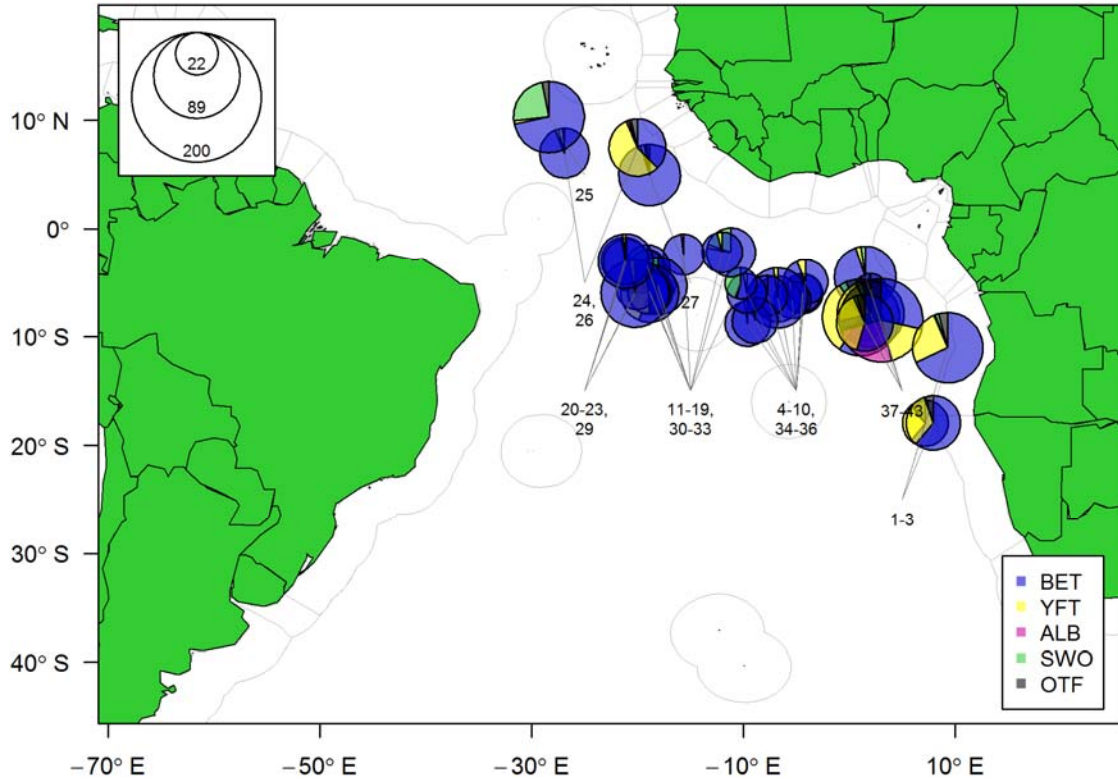 22
89
200
10° N
0°
10° S
20° S
30° S
40° S
25
24,
26
27
20-23,
29
11-19,
30-33
4-10,
34-36
37-43
1-3
BET
YFT
ALB
SWO
OTF
−70° E
−50° E
−30° E
−10° E
10° E